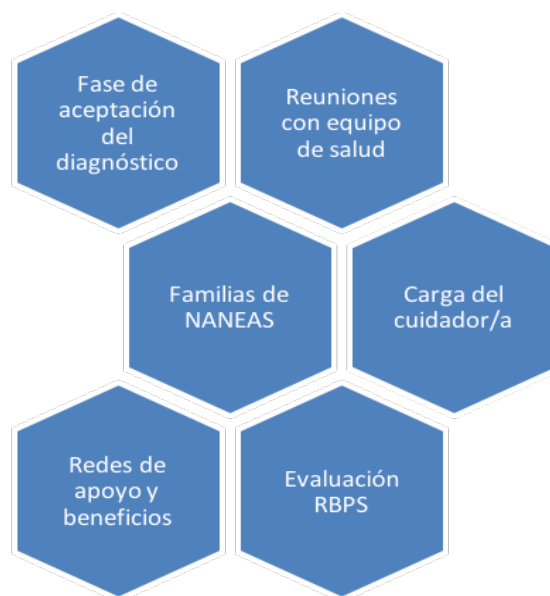 Fase de
aceptación
del
diagnóstico
Reuniones
con equipo
de salud
Familias de
NANEAS
Carga del
cuidador/a
Redes de
apoyo y
beneficios
Evaluación
RBPS